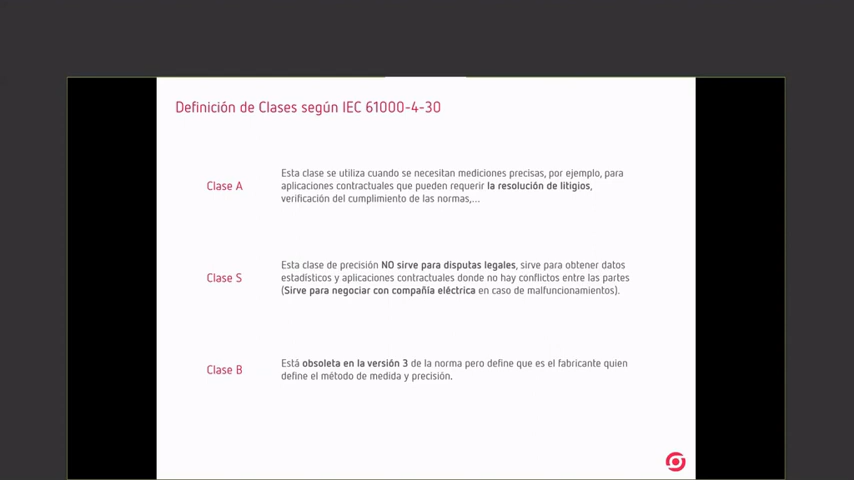 Definición de Clases según IEC 61000-4-30
Clase A
Esta clase se utiliza cuando se necesitan mediciones precisas, por ejemplo, para
aplicaciones contractuales que pueden requerir la resolución de litigios,
verificación del cumplimiento de las normas,...
Clase S
Esta clase de precisión NO sirve para disputas legales, sirve para obtener datos
estadísticos y aplicaciones contractuales donde no hay conflictos entre las partes
(Sirve para negociar con compañía eléctrica en caso de malfuncionamientos).
Clase B
Está obsoleta en la versión 3 de la norma pero define que es el fabricante quien
define el método de medida y precisión.